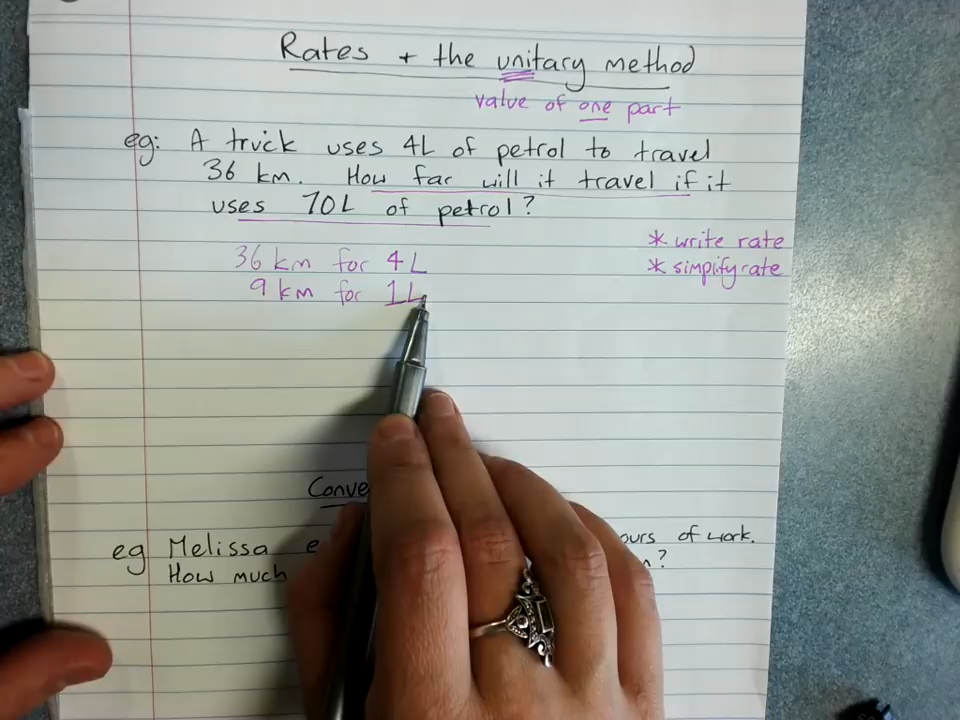 Rates + the unitary method
value of one part
eg: A truck uses 4L of petrol to travel
36 km. How far will it travel if it
uses 70L of petrol?
* write rate
* simplify rate
36 km for 4L
9 km for 1L
eg Melissa
of work.
How much